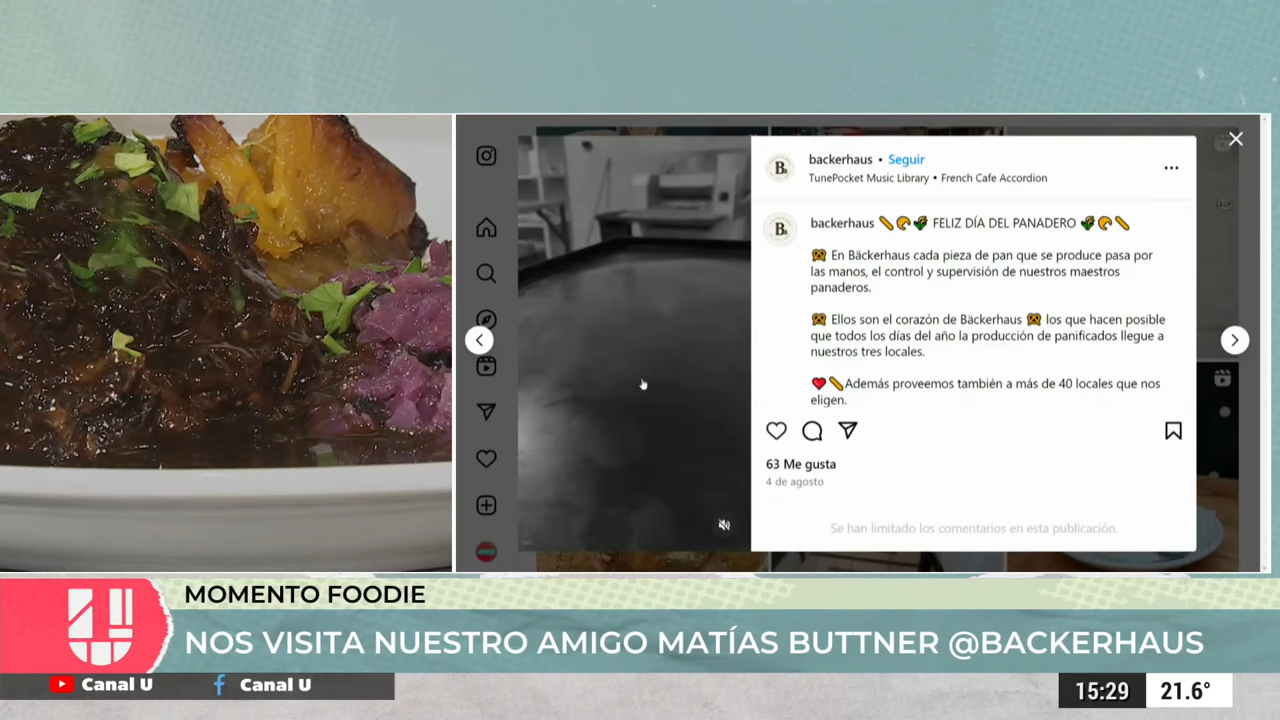 backerhaus • Seguir
TunePocket Music Library • French Cafe Accordion
backerhaus 🥖🥐🌾 FELIZ DÍA DEL PANADERO 🌾🥐🥖
🥨 En Bäckerhaus cada pieza de pan que se produce pasa por
las manos, el control y supervisión de nuestros maestros
panaderos.
🥨 Ellos son el corazón de Bäckerhaus 🥨 los que hacen posible
que todos los días del año la producción de panificados llegue a
nuestros tres locales.
❤️🥖Además proveemos también a más de 40 locales que nos
eligen.
63 Me gusta
4 de agosto
Se han limitado los comentarios en esta publicación.
MOMENTO FOODIE
NOS VISITA NUESTRO AMIGO MATÍAS BUTTNER @BACKERHAUS
Canal U
Canal U
15:29
21.6°